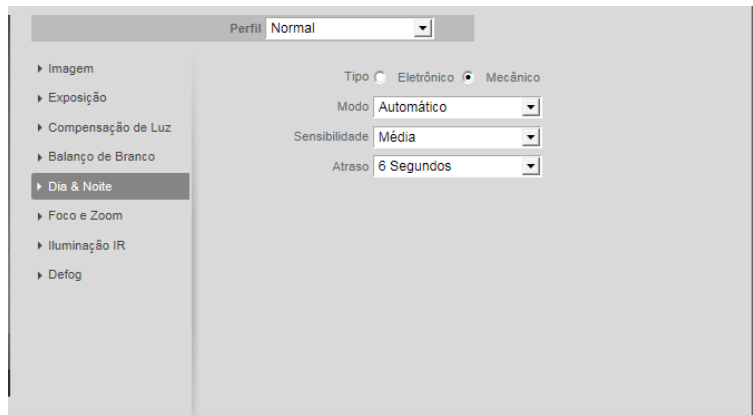 Perfil Normal
Imagem
Exposição
Compensação de Luz
Balanço de Branco
Dia & Noite
Foco e Zoom
Iluminação IR
Defog
Tipo Eletrônico Mecânico
Modo Automático
Sensibilidade Média
Atraso 6 Segundos